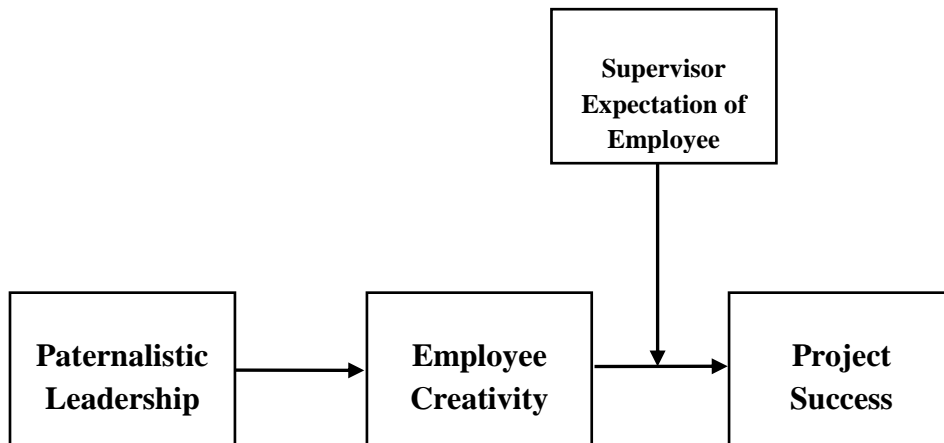 Supervisor
Expectation of
Employee
Paternalistic
Leadership
Employee
Creativity
Project
Success